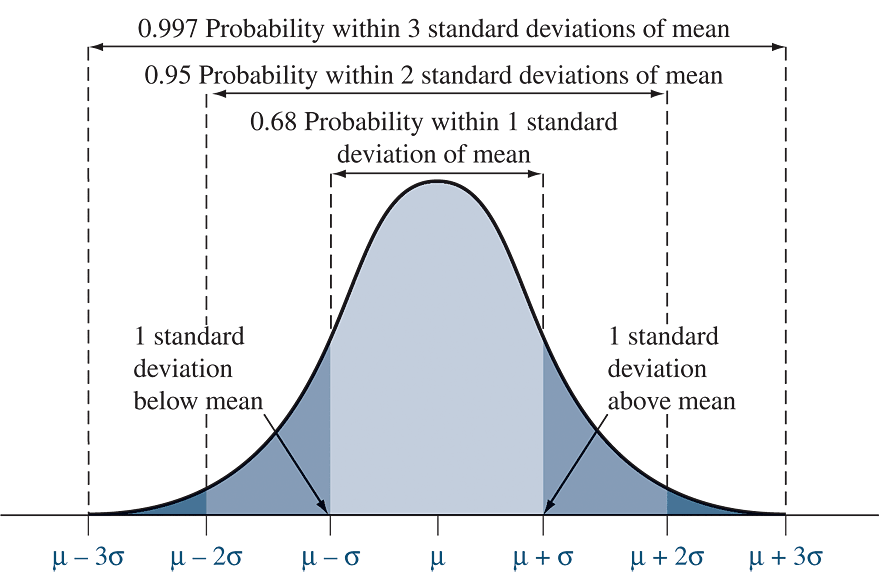 0.997 Probability within 3 standard deviations of mean
0.95 Probability within 2 standard deviations of mean
0.68 Probability within 1 standard
deviation of mean
1 standard
deviation
below mean
1 standard
deviation
above mean
μ – 3σ μ – 2σ μ – σ μ μ + σ μ + 2σ μ + 3σ